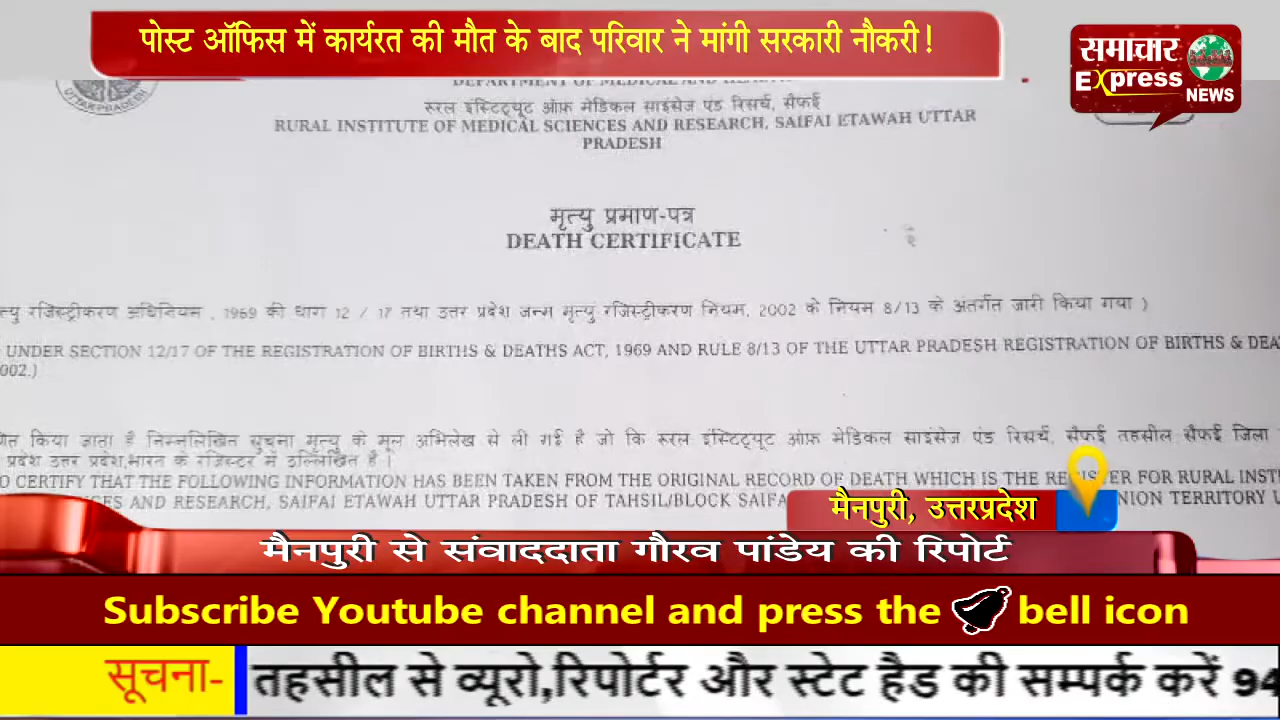 पोस्ट ऑफिस में कार्यरत की मौत के बाद परिवार ने मांगी सरकारी नौकरी!
समाचार
Express
NEWS
UTTAR PRADESH
DEPARTMENT OF MEDICAL AND
रूरल इंस्टिट्यूट ऑफ़ मेडिकल साइंसेज एंड रिसर्च, सैफई
RURAL INSTITUTE OF MEDICAL SCIENCES AND RESEARCH, SAIFAI ETAWAH UTTAR
PRADESH
मृत्यु प्रमाण-पत्र
DEATH CERTIFICATE
रजिस्ट्रीकरण अधिनियम , 1969 की धारा 12 / 17 तथा उत्तर प्रदेश जन्म मृत्यु रजिस्ट्रीकरण नियम, 2002 के नियम 8/13 के अंतर्गत जारी किया गया )
UNDER SECTION 12/17 OF THE REGISTRATION OF BIRTHS & DEATHS ACT, 1969 AND RULE 8/13 OF THE UTTAR PRADESH REGISTRATION OF BIRTHS & DEA
002.)
किया जाता है निम्नलिखित सूचना मृत्यु के मूल अभिलेख से ली गई है जो कि रूरल इंस्टिट्यूट ऑफ़ मेडिकल साइंसेज एंड रिसर्च, सैफई तहसील सैफई जिला
प्रदेश उत्तर प्रदेश,भारत के रजिस्टर में उल्लिखित है।
O CERTIFY THAT THE FOLLOWING INFORMATION HAS BEEN TAKEN FROM THE ORIGINAL RECORD OF DEATH WHICH IS THE REGISTER FOR RURAL INSTI
ES AND RESEARCH, SAIFAI ETAWAH UTTAR PRADESH OF TAHSIL/BLOCK SAIFA NION TERRITORY U
मैनपुरी, उत्तरप्रदेश
मैनपुरी से संवाददाता गौरव पांडेय की रिपोर्ट
Subscribe Youtube channel and press the bell icon
सूचना- तहसील से व्यूरो,रिपोर्टर और स्टेट हैड की सम्पर्क करें 94